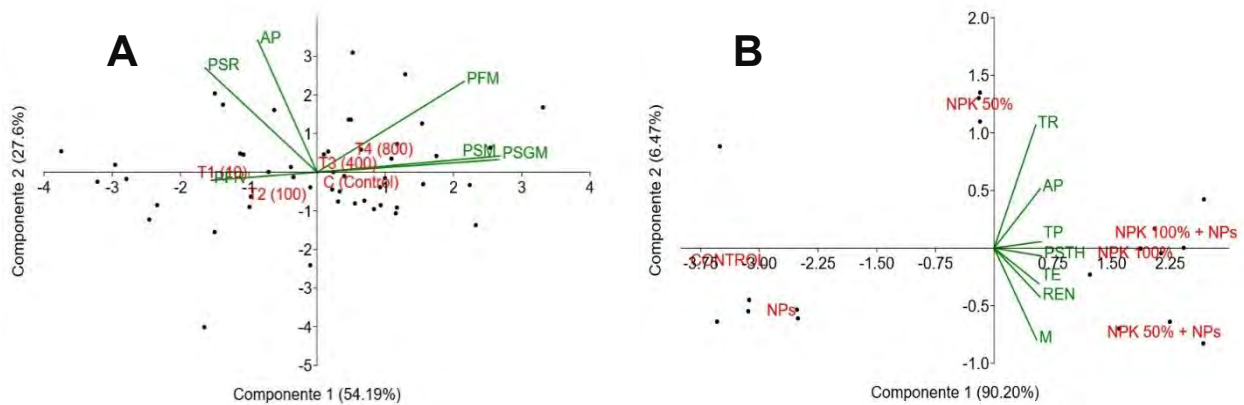 A
B
AP
PSR
PFM
PSM
PSGM
T4 (800)
T3 (400)
T1 (10)
C (Control)
T2 (100)
3
2
1
-4
-3
-2
-1
1
2
3
4
-1
-2
-3
-4
-5
Componente 2 (27.6%)
Componente 1 (54.19%)
2.0
1.5
NPK 50%
TR
1.0
0.5
AP
TP
NPK 100% + NPs
PSTH
NPK 100%
-3.75
-3.00
-2.25
-1.50
-0.75
0.75
1.50
2.25
CONTROL
TE
REN
NPs
-0.5
M
NPK 50% + NPs
-1.0
Componente 2 (6.47%)
Componente 1 (90.20%)